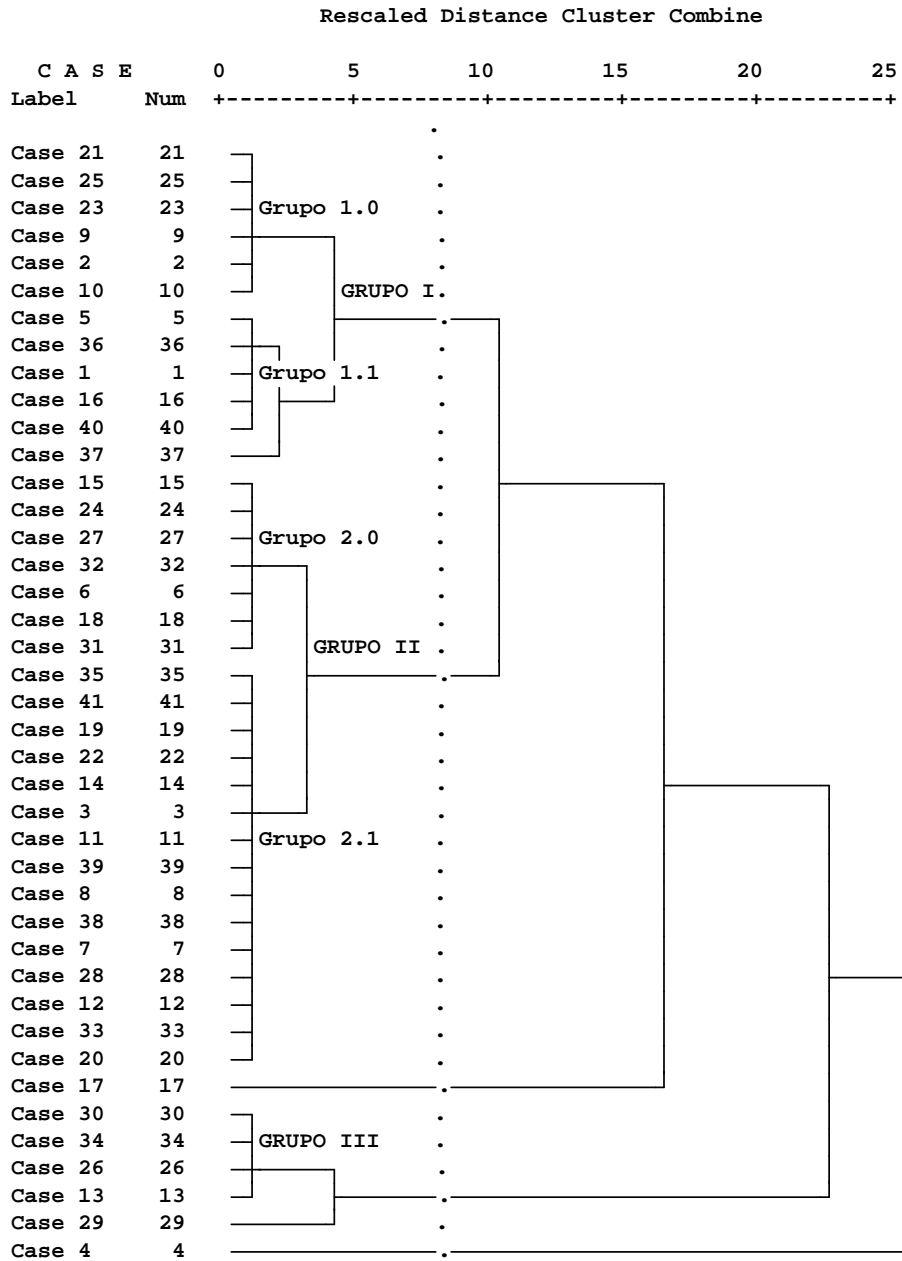 Rescaled Distance Cluster Combine
C A S E 0 5 10 15 20 25
Label Num +---------+---------+---------+---------+---------+
Case 21 21
Case 25 25
Case 23 23 Grupo 1.0
Case 9 9
Case 2 2
Case 10 10 GRUPO I
Case 5 5
Case 36 36
Case 1 1 Grupo 1.1
Case 16 16
Case 40 40
Case 37 37
Case 15 15
Case 24 24
Case 27 27 Grupo 2.0
Case 32 32
Case 6 6
Case 18 18
Case 31 31 GRUPO II
Case 35 35
Case 41 41
Case 19 19
Case 22 22
Case 14 14
Case 3 3
Case 11 11 Grupo 2.1
Case 39 39
Case 8 8
Case 38 38
Case 7 7
Case 28 28
Case 12 12
Case 33 33
Case 20 20
Case 17 17
Case 30 30
Case 34 34 GRUPO III
Case 26 26
Case 13 13
Case 29 29
Case 4 4